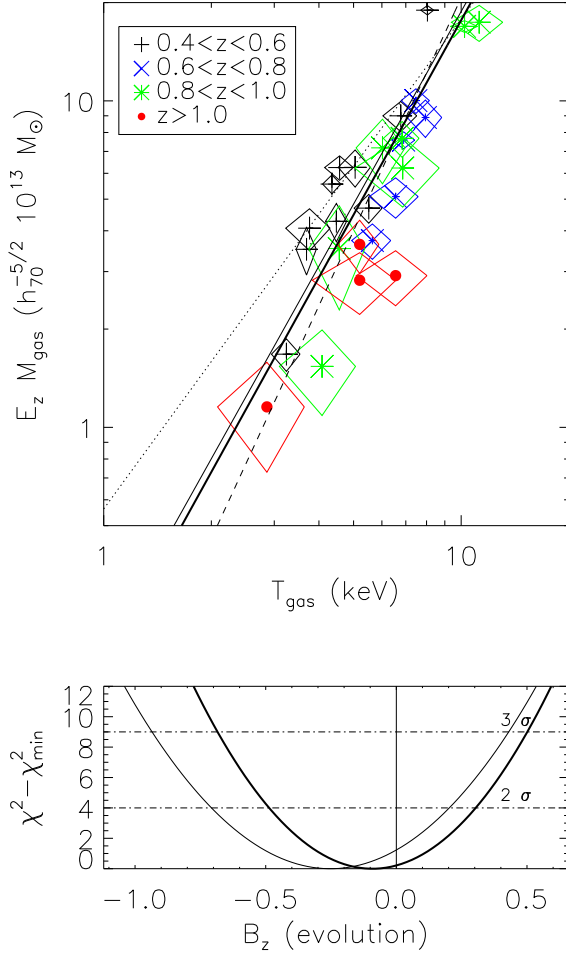 0.4<z<0.6
0.6<z<0.8
0.8<z<1.0
z>1.0
10
1
E_z M_gas (h_70^-5/2 10^13 M_⊙)
1
10
T_gas (keV)
12
10
8
6
4
2
0
3 σ
2 σ
χ²−χ²_min
−1.0
−0.5
0.0
0.5
B_z (evolution)